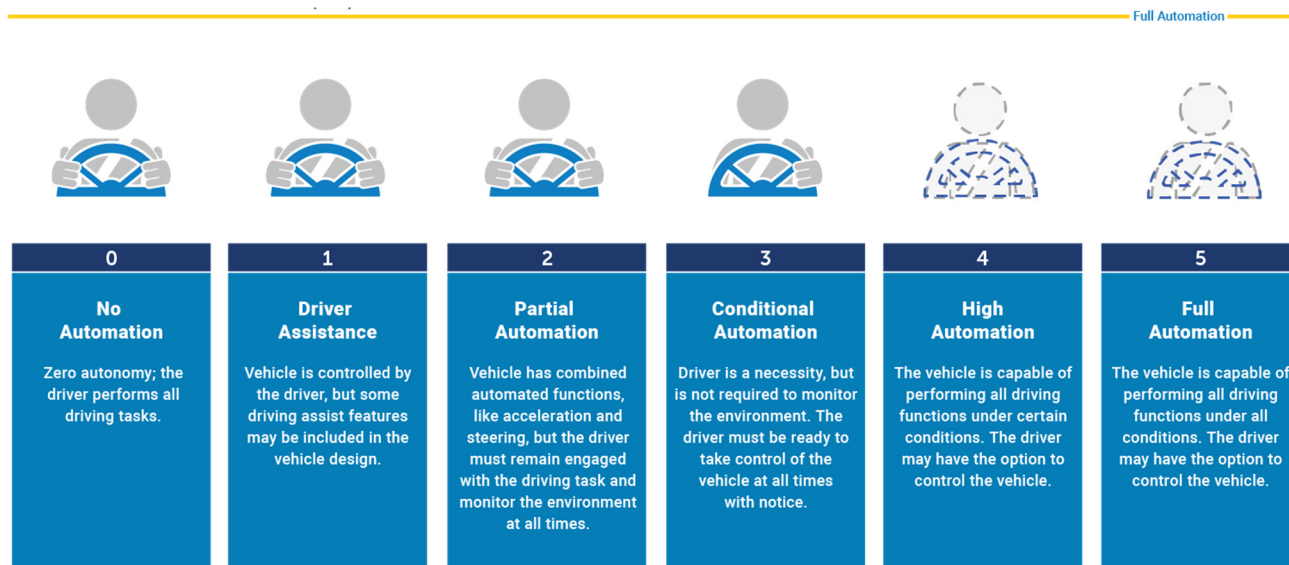 Full Automation
0
No
Automation
Zero autonomy; the
driver performs all
driving tasks.
1
Driver
Assistance
Vehicle is controlled by
the driver, but some
driving assist features
may be included in the
vehicle design.
2
Partial
Automation
Vehicle has combined
automated functions,
like acceleration and
steering, but the driver
must remain engaged
with the driving task and
monitor the environment
at all times.
3
Conditional
Automation
Driver is a necessity, but
is not required to monitor
the environment. The
driver must be ready to
take control of the
vehicle at all times
with notice.
4
High
Automation
The vehicle is capable of
performing all driving
functions under certain
conditions. The driver
may have the option to
control the vehicle.
5
Full
Automation
The vehicle is capable of
performing all driving
functions under all
conditions. The driver
may have the option to
control the vehicle.